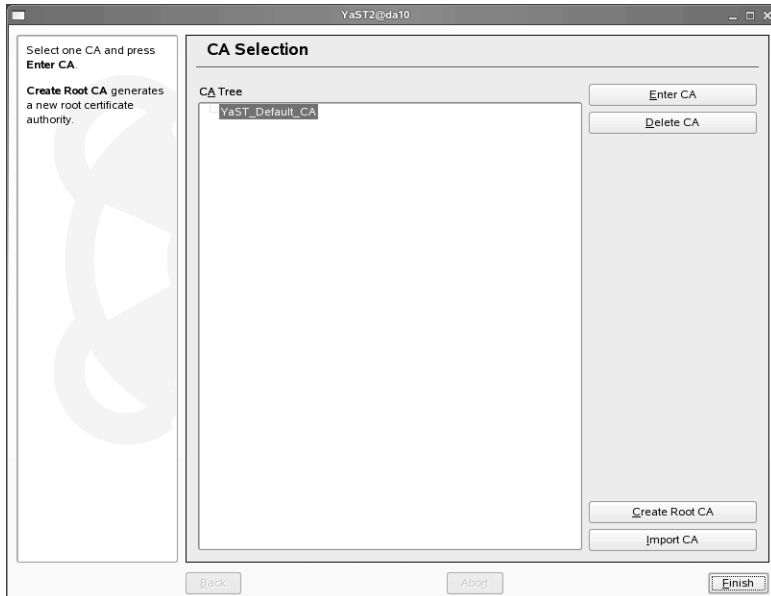 YaST2@da10
Select one CA and press
Enter CA.
Create Root CA generates
a new root certificate
authority.
CA Selection
CA Tree
YaST_Default_CA
Enter CA
Delete CA
Create Root CA
Import CA
Back
Abort
Finish